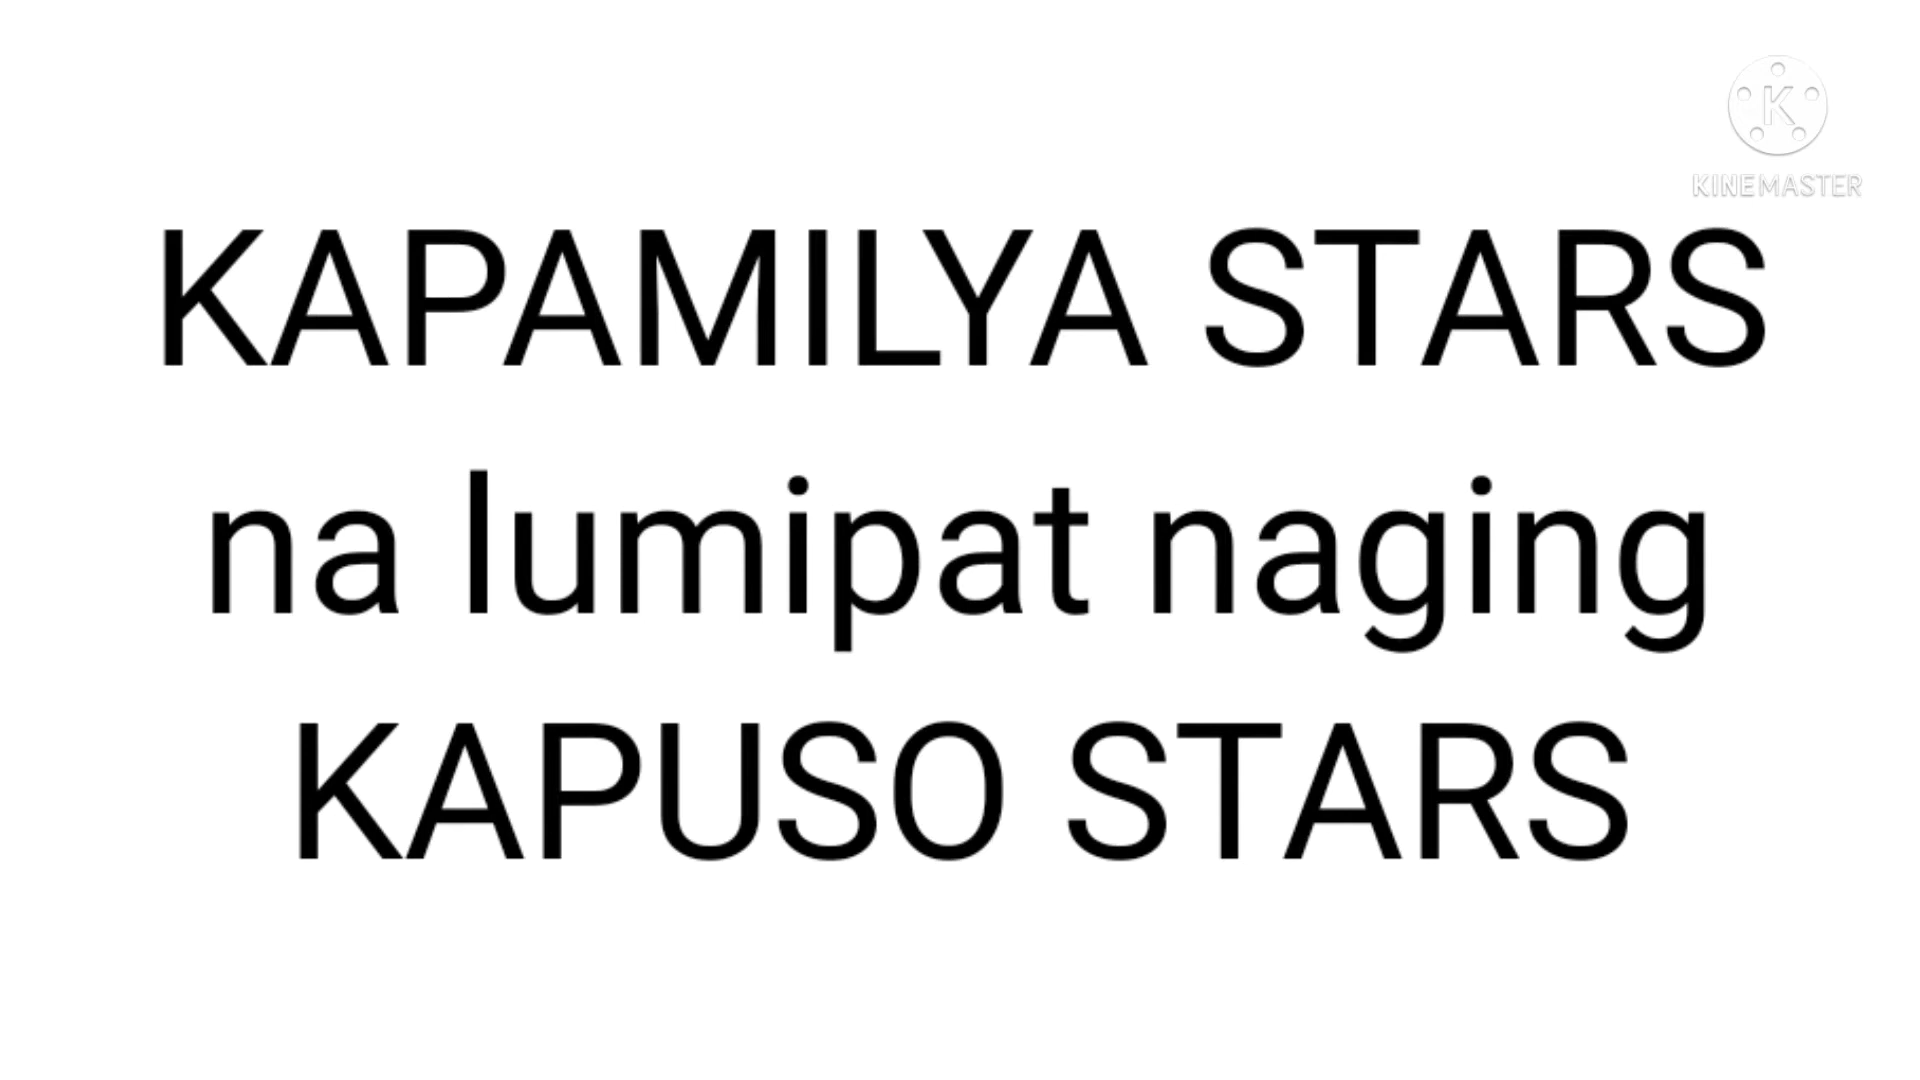 K
KINEMASTER
KAPAMILYA STARS
na lumipat naging
KAPUSO STARS